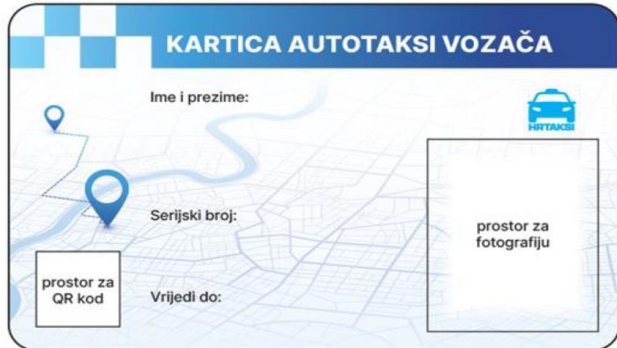 KARTICA AUTOTAKSI VOZAČA
Ime i prezime:
HRTAKSI
Serijski broj:
prostor za
fotografiju
prostor za
QR kod
Vrijedi do: